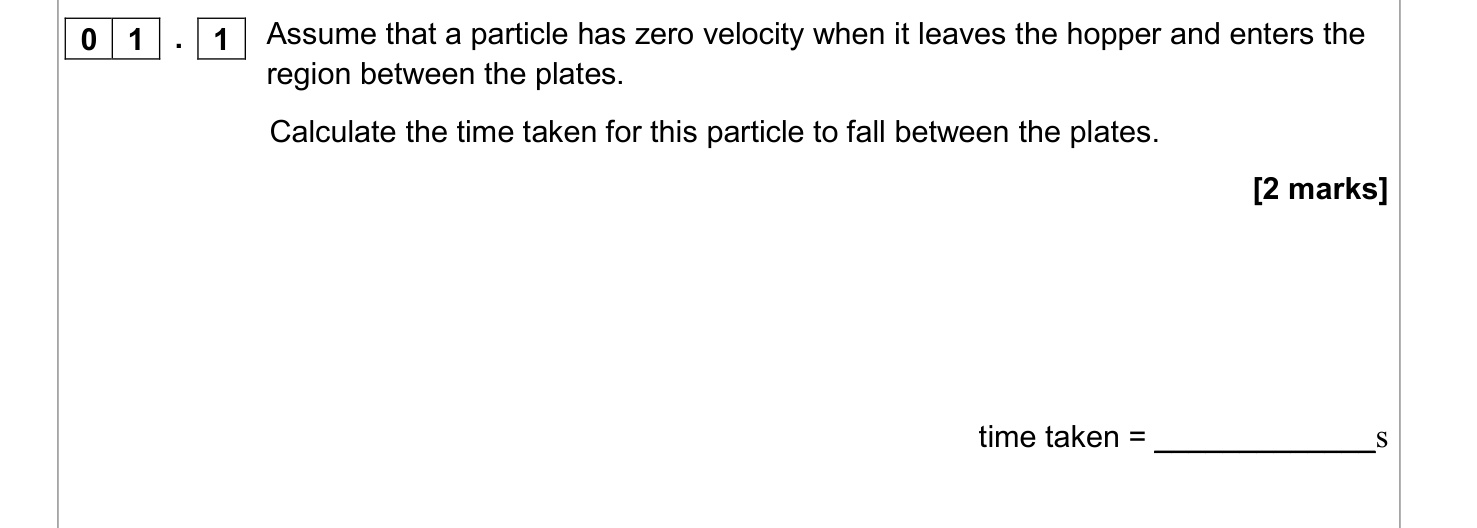 0 1 . 1 Assume that a particle has zero velocity when it leaves the hopper and enters the
region between the plates.
Calculate the time taken for this particle to fall between the plates.
[2 marks]
time taken = ____________ s